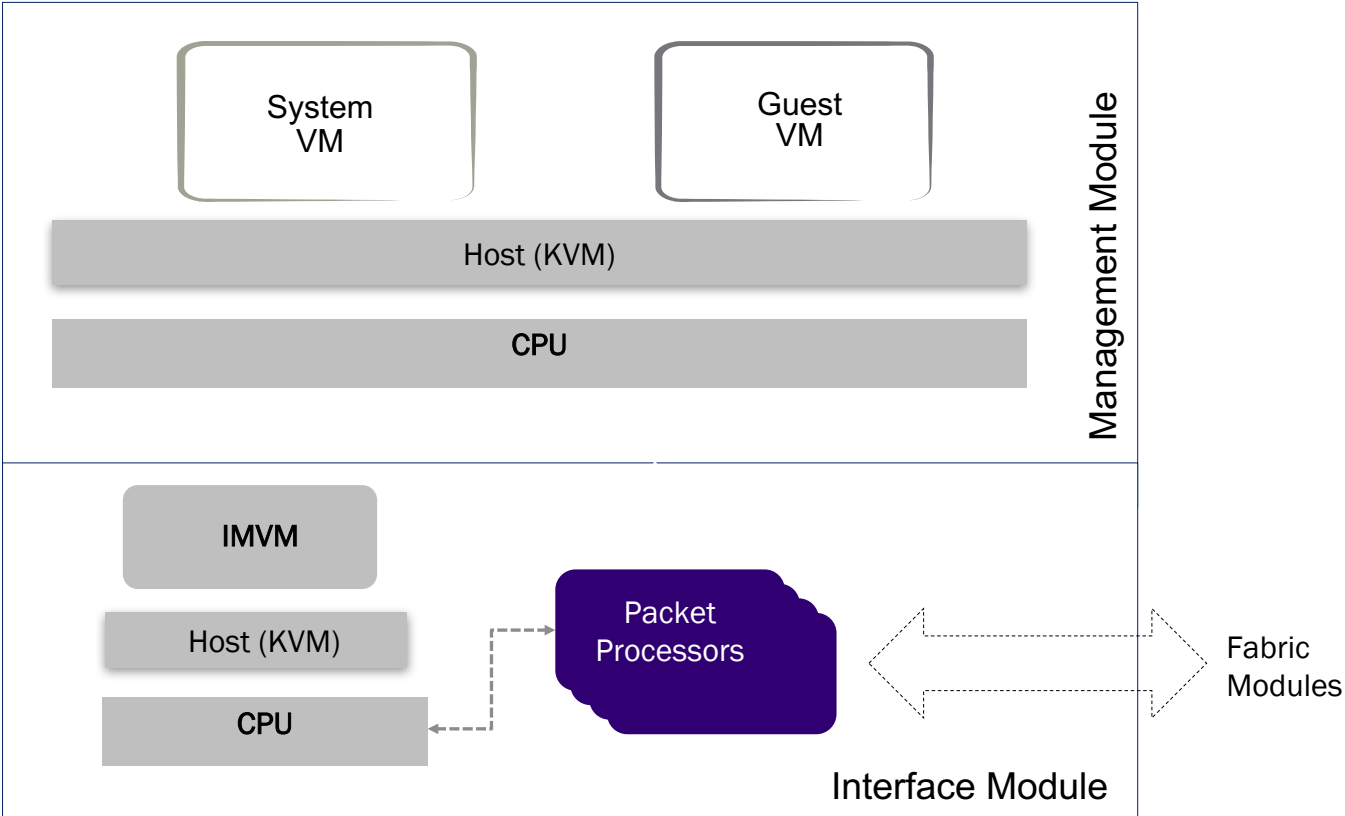 System
VM
Guest
VM
Host (KVM)
CPU
Management Module
IMVM
Host (KVM)
CPU
Packet
Processors
Fabric
Modules
Interface Module